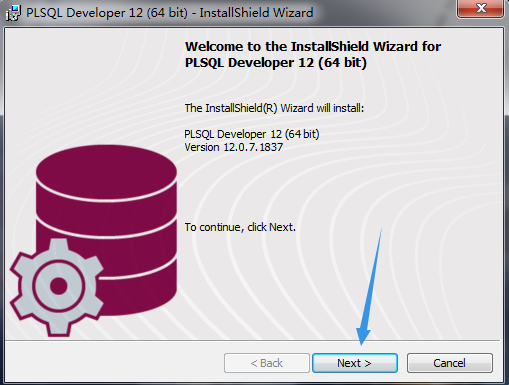 PLSQL Developer 12 (64 bit) - InstallShield Wizard
Welcome to the InstallShield Wizard for
PLSQL Developer 12 (64 bit)
The InstallShield(R) Wizard will install:
PLSQL Developer 12 (64 bit)
Version 12.0.7.1837
To continue, click Next.
< Back
Next >
Cancel